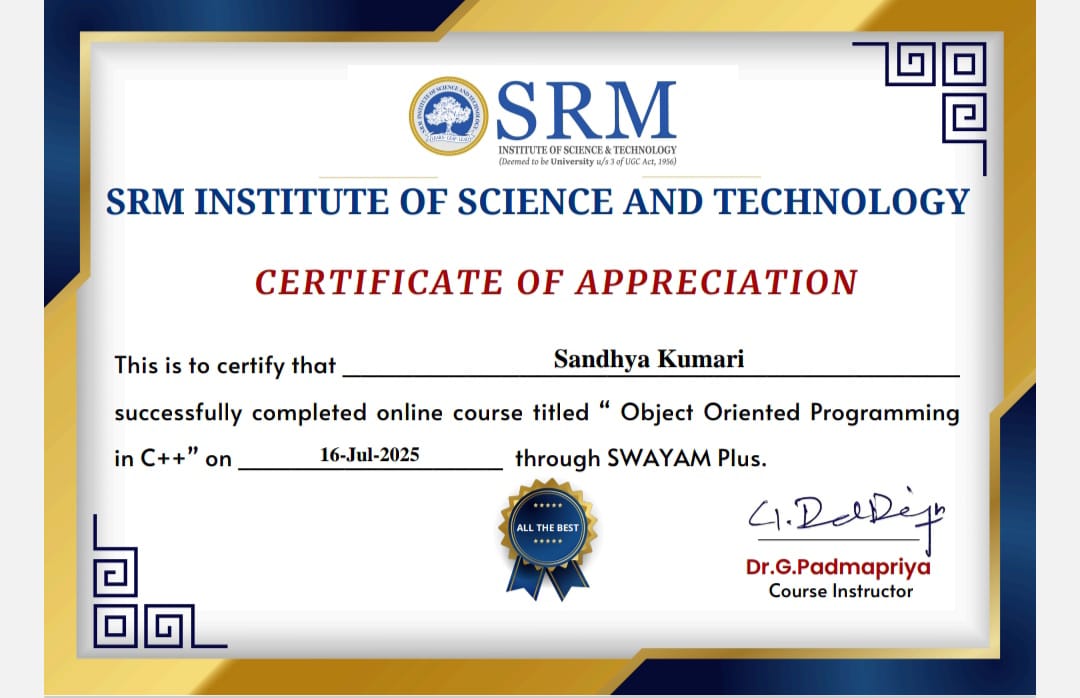 SRM
INSTITUTE OF SCIENCE & TECHNOLOGY
(Deemed to be University u/s 3 of UGC Act, 1956)
SRM INSTITUTE OF SCIENCE AND TECHNOLOGY
CERTIFICATE OF APPRECIATION
This is to certify that Sandhya Kumari
successfully completed online course titled “ Object Oriented Programming
in C++” on 16-Jul-2025 through SWAYAM Plus.
ALL THE BEST
Dr.G.Padmapriya
Course Instructor